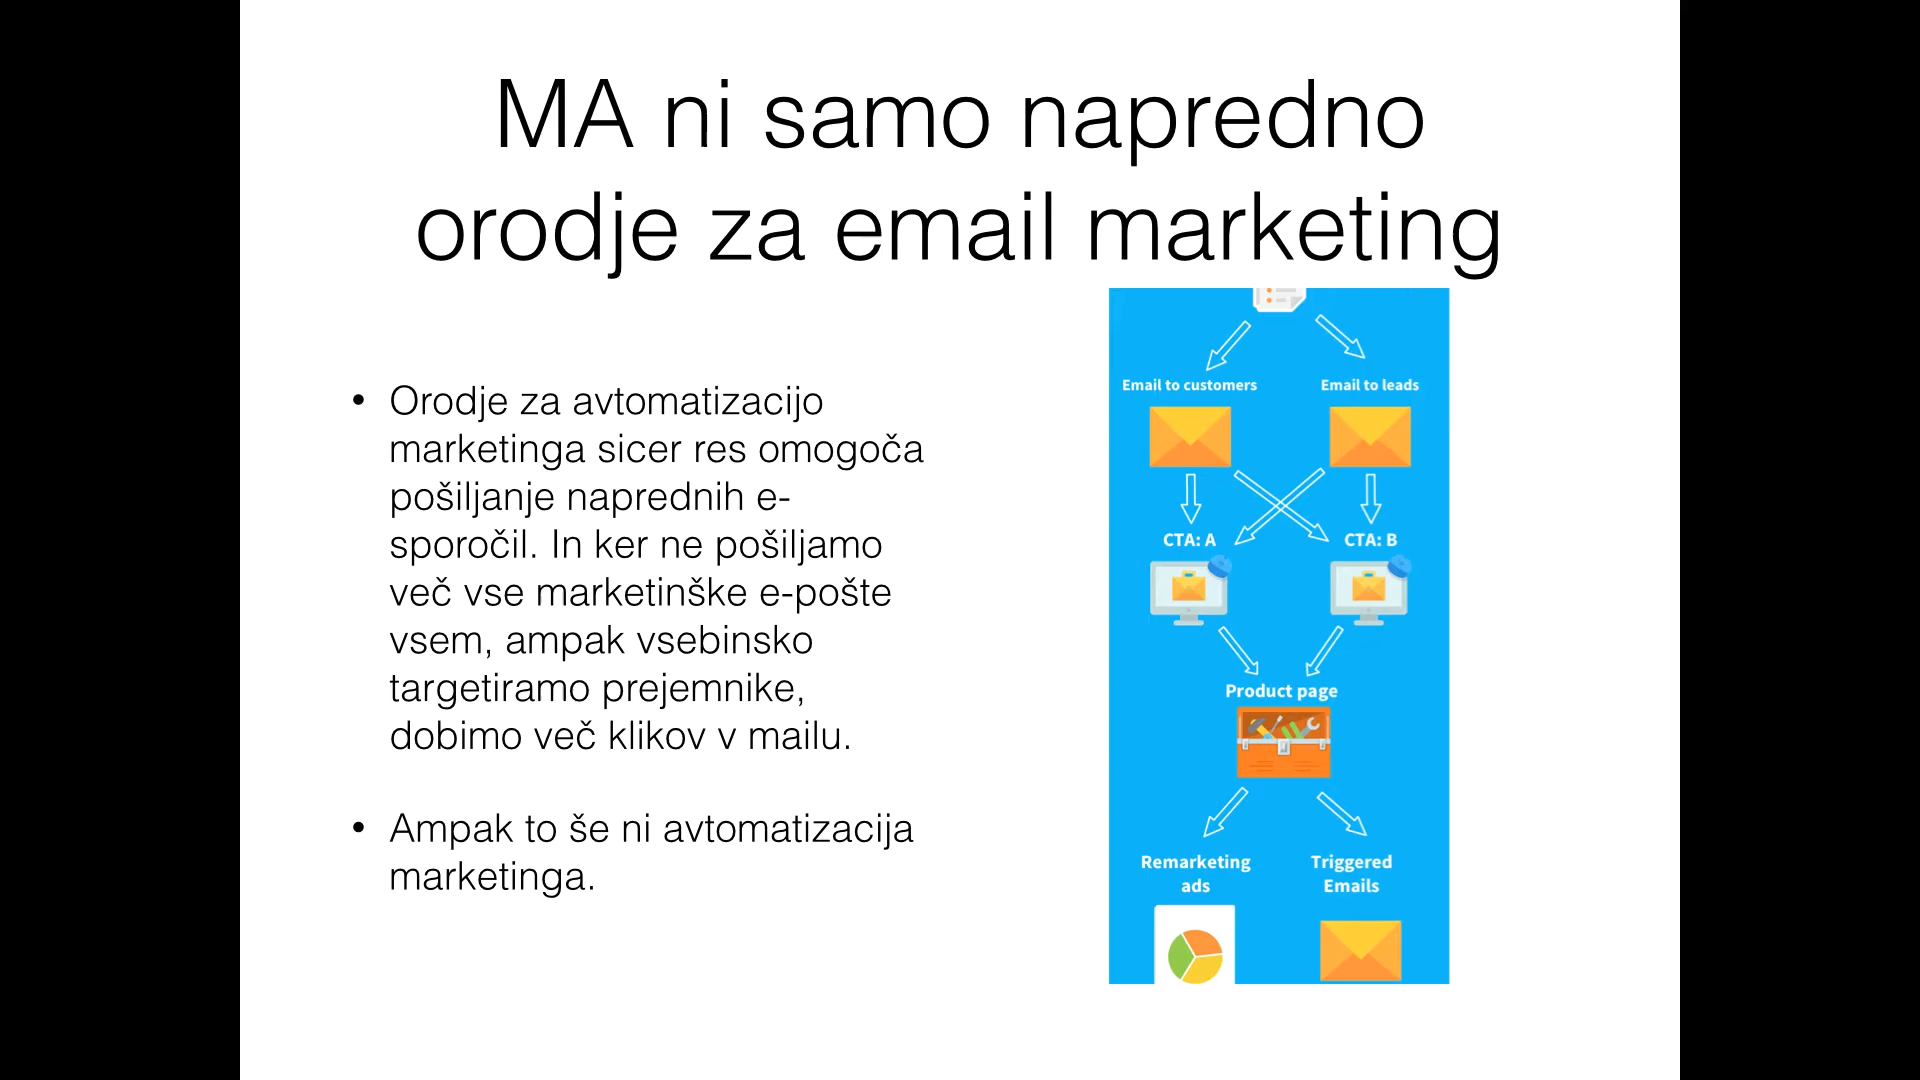 MA ni samo napredno
orodje za email marketing
• Orodje za avtomatizacijo
marketinga sicer res omogoča
pošiljanje naprednih e-
sporočil. In ker ne pošiljamo
več vse marketinške e-pošte
vsem, ampak vsebinsko
targetiramo prejemnike,
dobimo več klikov v mailu.
• Ampak to še ni avtomatizacija
marketinga.
Email to customers
Email to leads
CTA: A
CTA: B
Product page
Remarketing
ads
Triggered
Emails